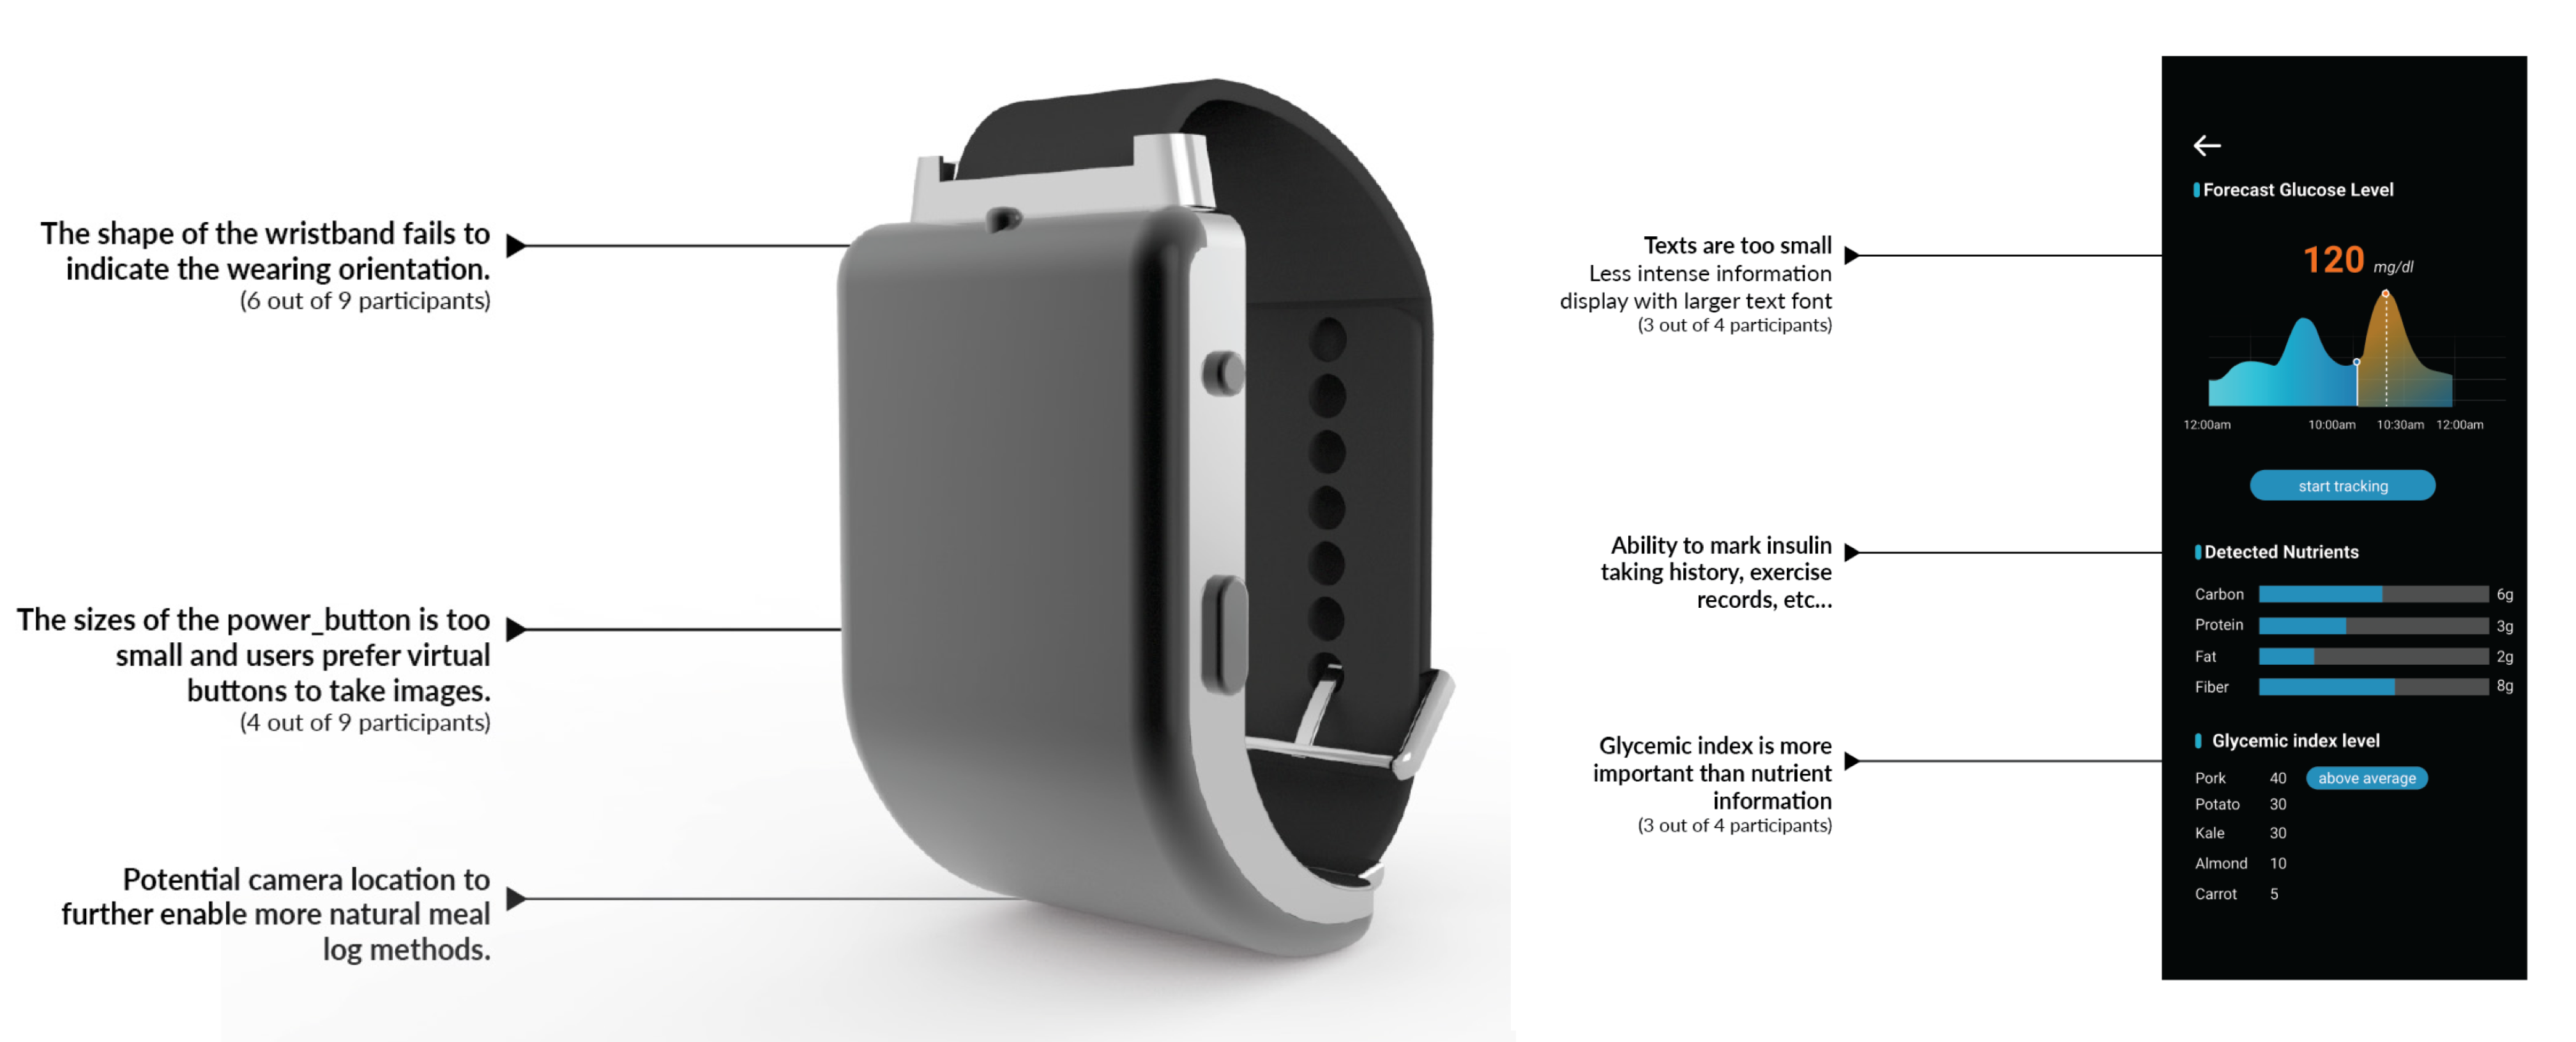 The shape of the wristband fails to
indicate the wearing orientation.
(6 out of 9 participants)
The sizes of the power_button is too
small and users prefer virtual
buttons to take images.
(4 out of 9 participants)
Potential camera location to
further enable more natural meal
log methods.
Texts are too small
Less intense information
display with larger text font
(3 out of 4 participants)
Ability to mark insulin
taking history, exercise
records, etc...
Glycemic index is more
important than nutrient
information
(3 out of 4 participants)
Forecast Glucose Level
120 mg/dl
12:00am 10:00am 10:30am 12:00am
start tracking
Detected Nutrients
Carbon 6g
Protein 3g
Fat 2g
Fiber 8g
Glycemic index level
Pork 40 above average
Potato 30
Kale 30
Almond 10
Carrot 5